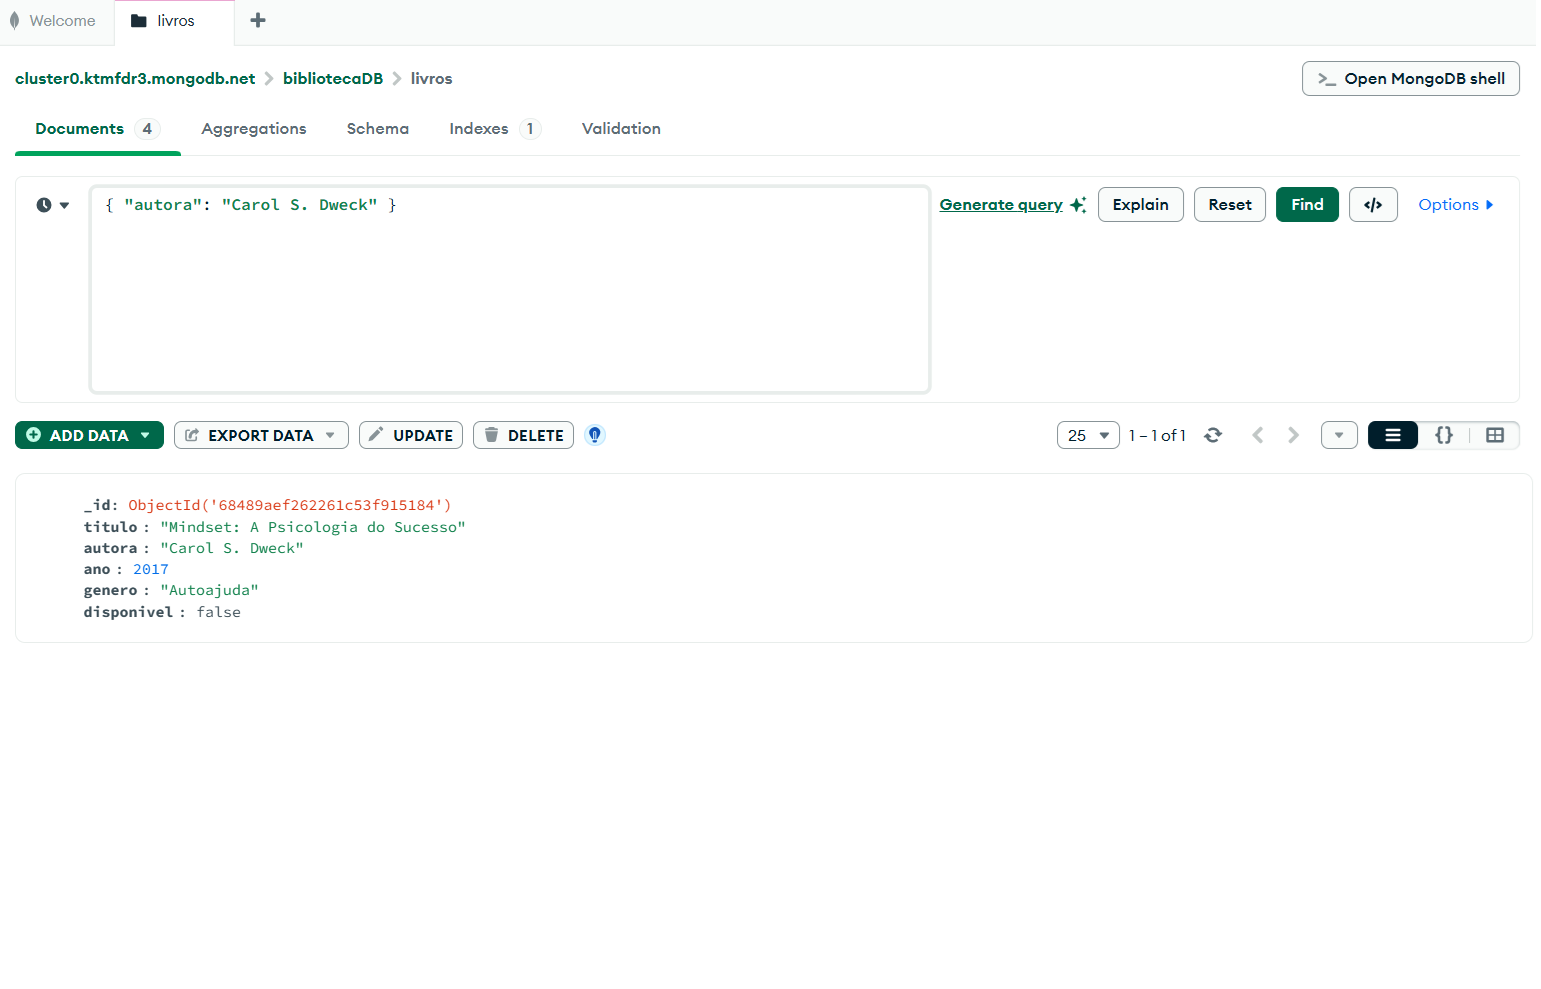 Welcome livros
cluster0.ktmfdr3.mongodb.net > bibliotecaDB > livros >_ Open MongoDB shell
Documents 4 Aggregations Schema Indexes 1 Validation
{ "autora": "Carol S. Dweck" } Generate query Explain Reset Find </> Options
ADD DATA EXPORT DATA UPDATE DELETE 25 1 – 1 of 1 {}
_id: ObjectId('68489aef262261c53f915184')
titulo : "Mindset: A Psicologia do Sucesso"
autora : "Carol S. Dweck"
ano : 2017
genero : "Autoajuda"
disponivel : false